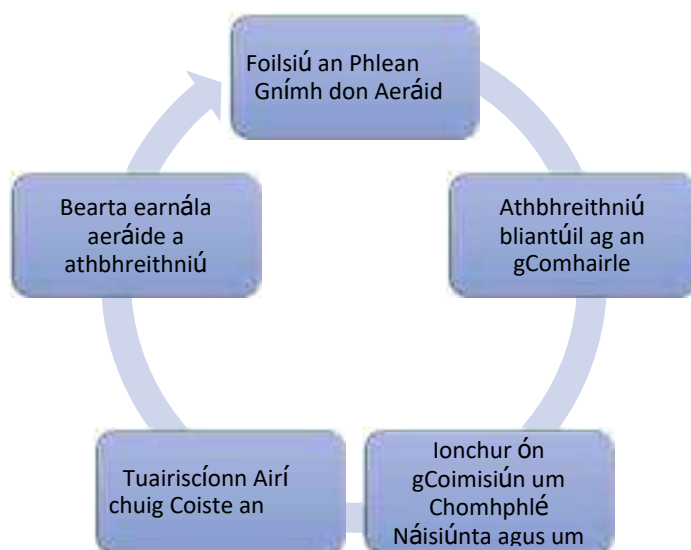 Foilsiú an Phlean
Gnímh don Aeráid
Athbhreithniú
bliantúil ag an
gComhairle
Ionchur ón
gCoimisiún um
Chomhphlé
Náisiúnta agus um
Tuairiscíonn Airí
chuig Coiste an
Bearta earnála
aeráide a
athbhreithniú